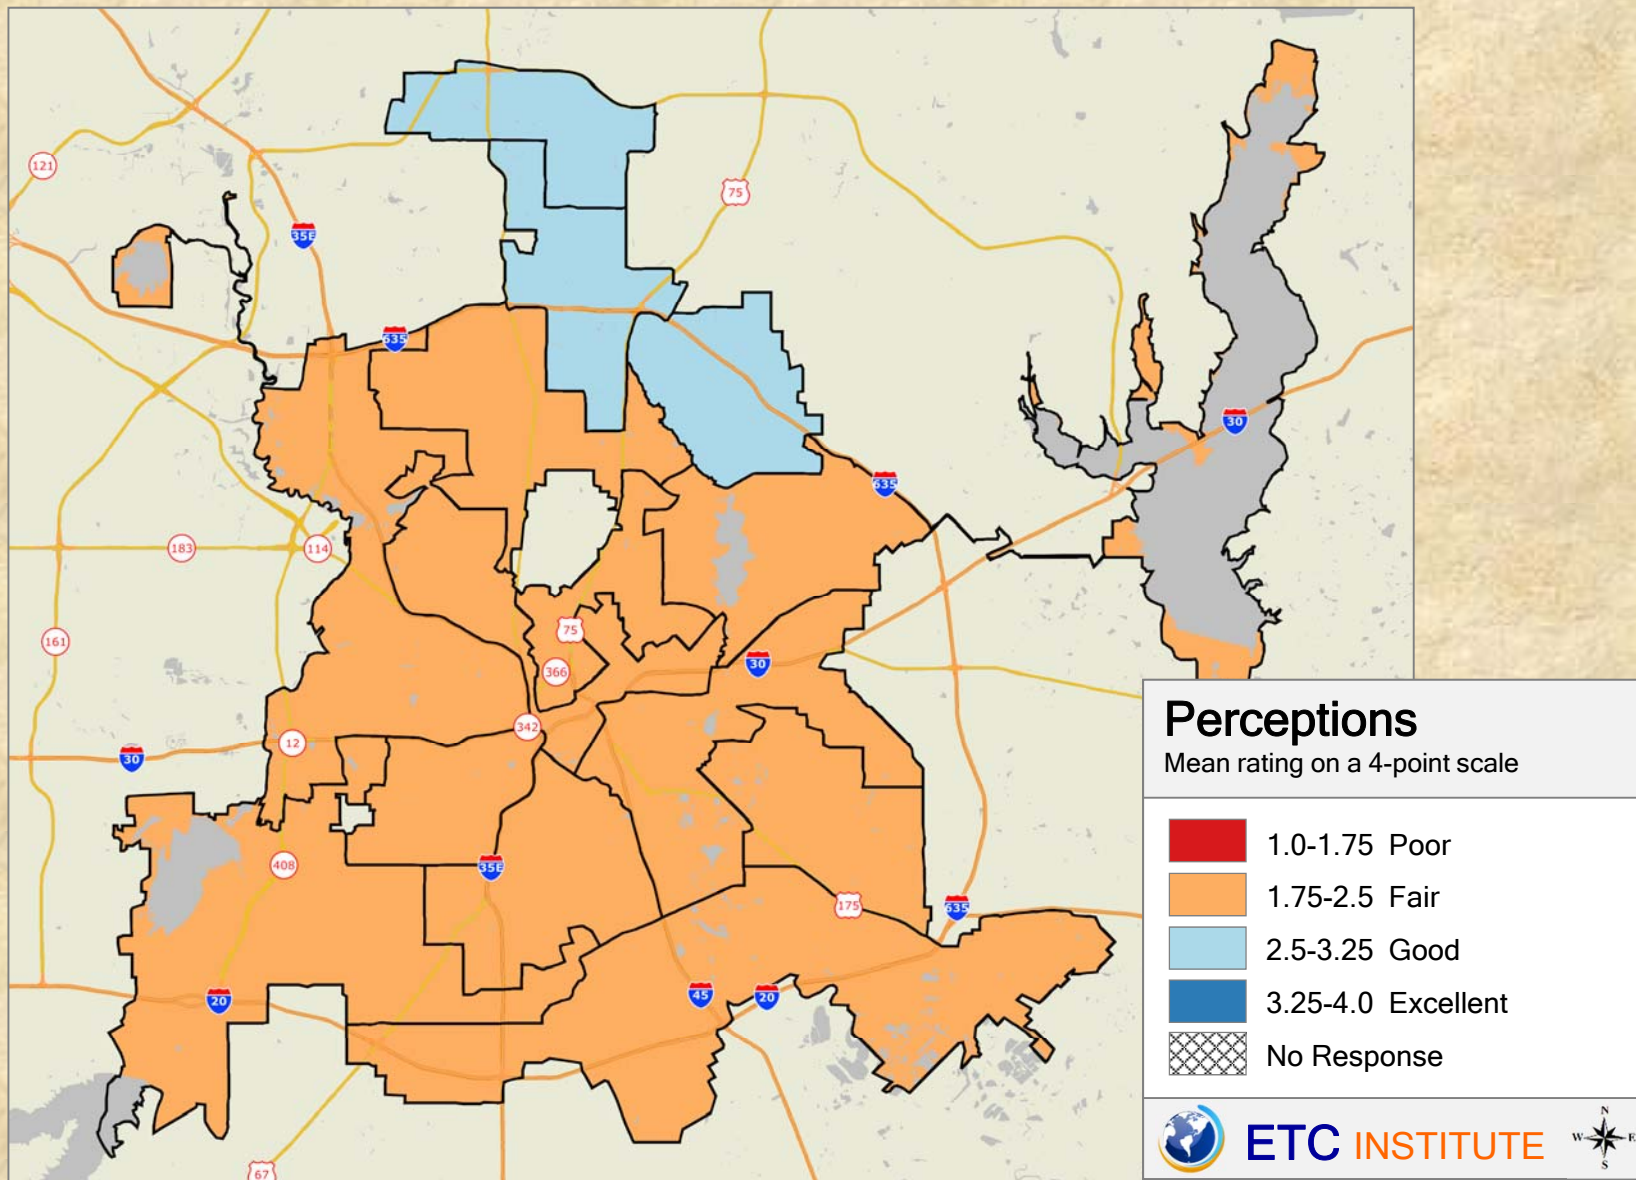 121
35E
75
635
30
635
183
114
161
75
366
30
342
12
30
408
35E
175
635
20
45
20
67
Perceptions
Mean rating on a 4-point scale
1.0-1.75 Poor
1.75-2.5 Fair
2.5-3.25 Good
3.25-4.0 Excellent
No Response
ETC INSTITUTE
N
W E
S